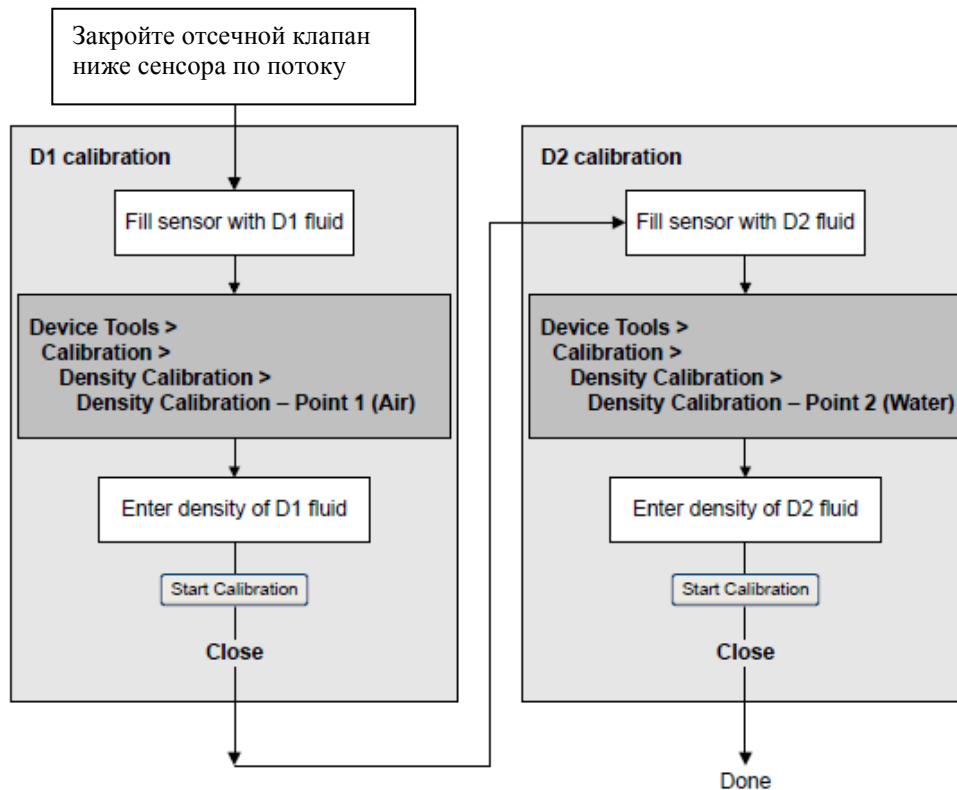 Закройте отсечной клапан
ниже сенсора по потоку
D1 calibration
Fill sensor with D1 fluid
Device Tools >
Calibration >
Density Calibration >
Density Calibration – Point 1 (Air)
Enter density of D1 fluid
Start Calibration
Close
D2 calibration
Fill sensor with D2 fluid
Device Tools >
Calibration >
Density Calibration >
Density Calibration – Point 2 (Water)
Enter density of D2 fluid
Start Calibration
Close
Done